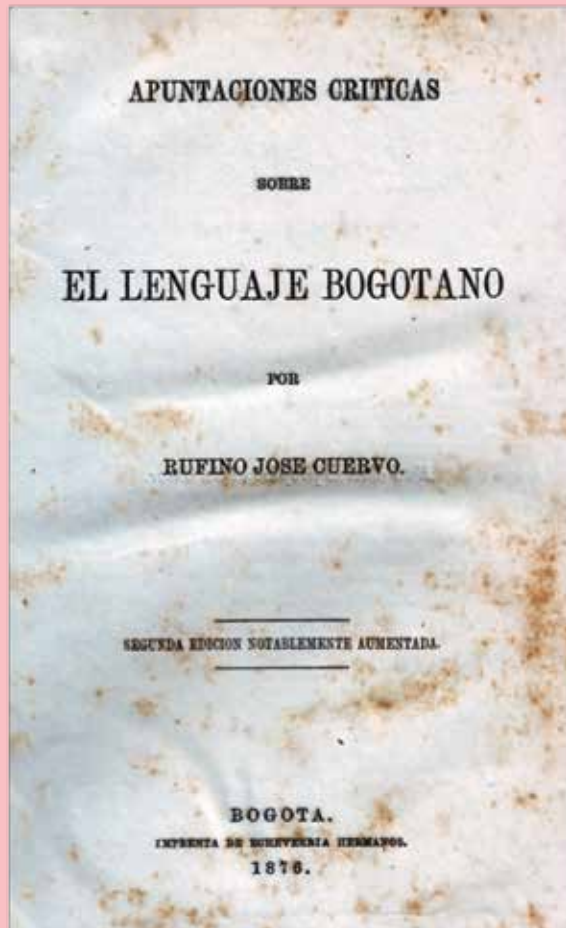 APUNTACIONES CRITICAS
SOBRE
EL LENGUAJE BOGOTANO
POR
RUFINO JOSE CUERVO.
SEGUNDA EDICION NOTABLEMENTE AUMENTADA.
BOGOTA.
IMPRENTA DE ECHEVERRIA HERMANOS.
1876.